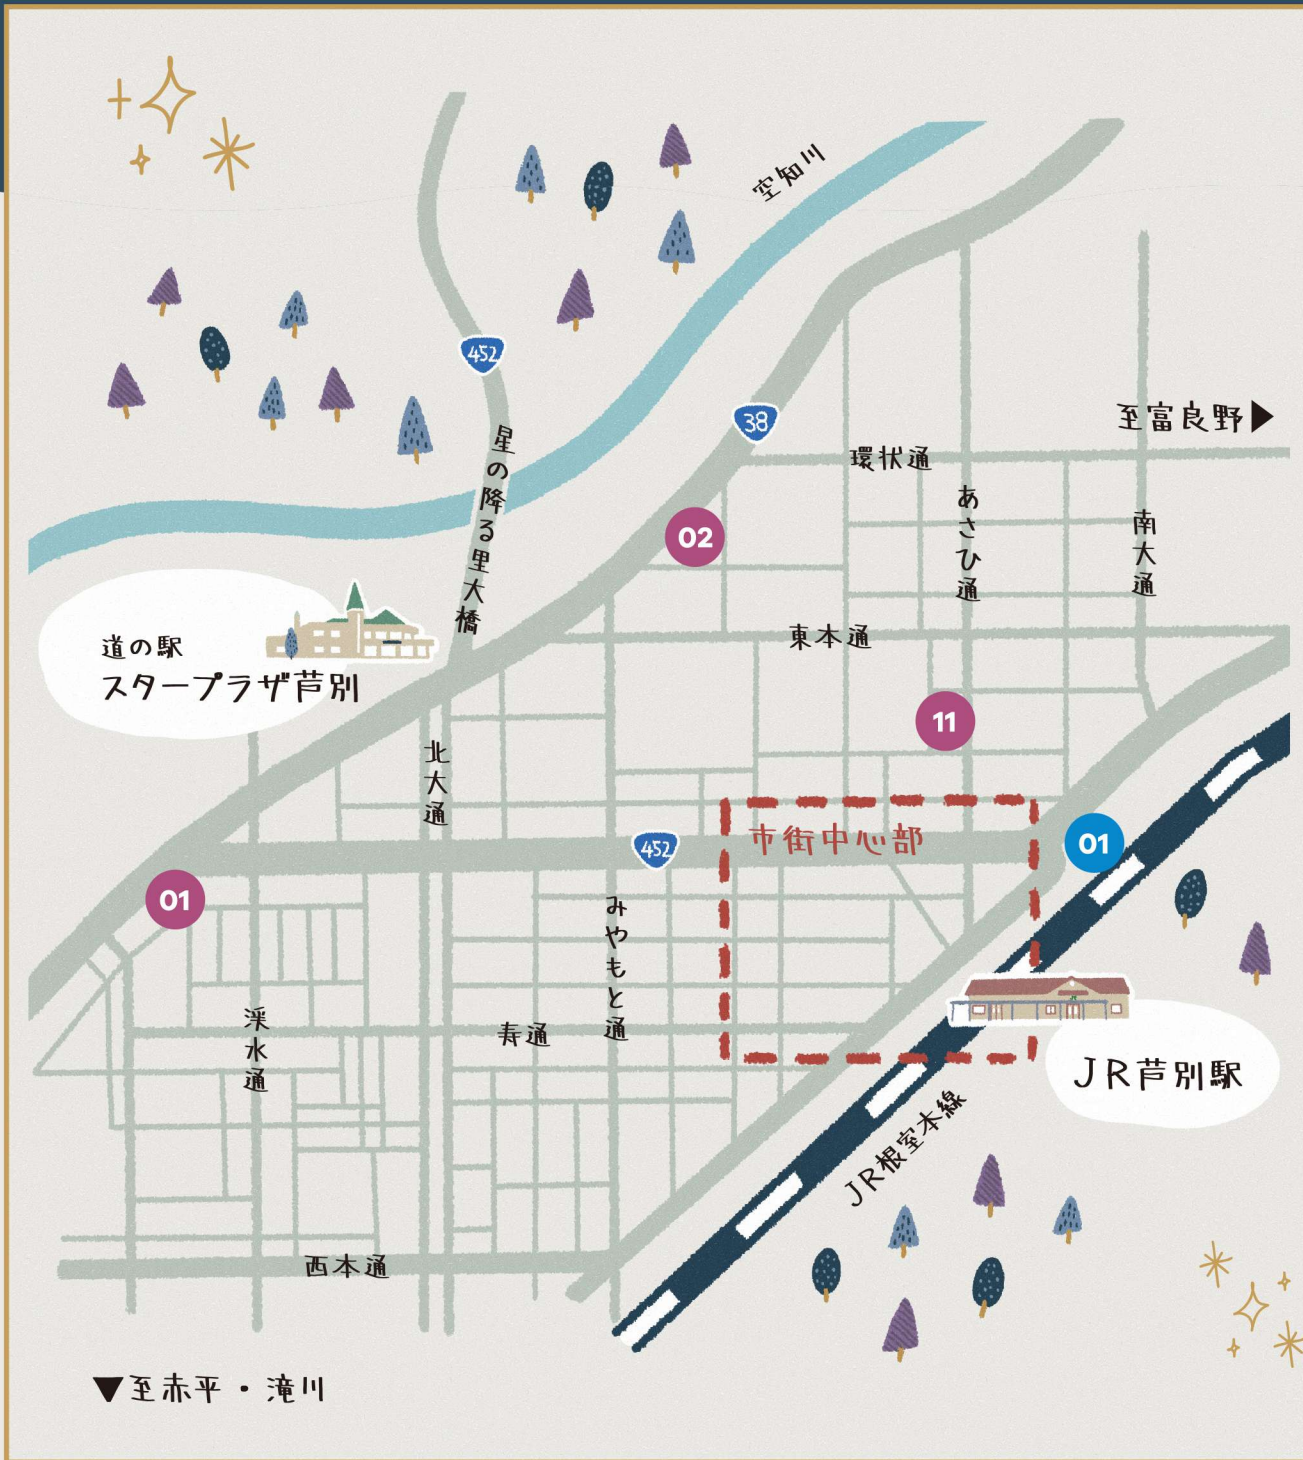 空知川
452
38
至富良野▶
環状通
星の降る里大橋
あさひ通
南大通
02
道の駅
スタープラザ芦別
東本通
11
北大通
市街中心部
452
01
01
みやもと通
渓水通
寿通
JR芦別駅
JR根室本線
西本通
▼至赤平・滝川